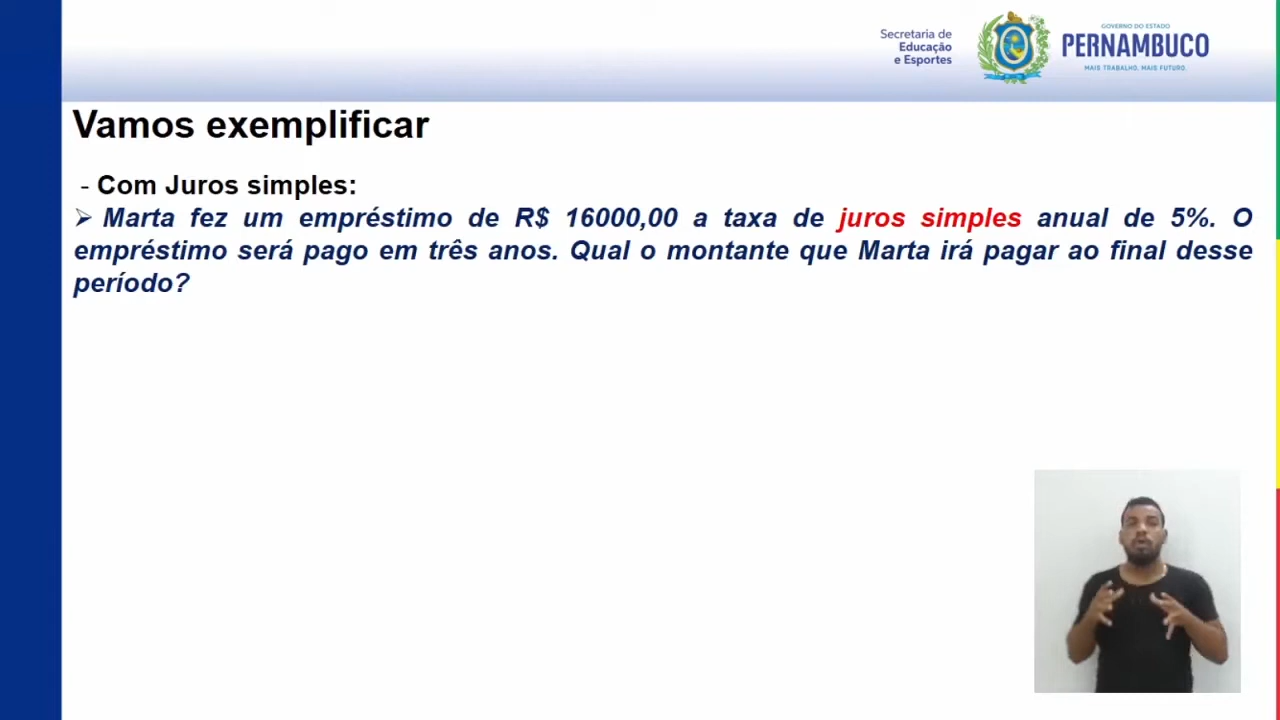 Secretaria de
Educação
e Esportes
GOVERNO DO ESTADO
PERNAMBUCO
MAIS TRABALHO, MAIS FUTURO.
Vamos exemplificar
- Com Juros simples:
➢ Marta fez um empréstimo de R$ 16000,00 a taxa de juros simples anual de 5%. O
empréstimo será pago em três anos. Qual o montante que Marta irá pagar ao final desse
período?